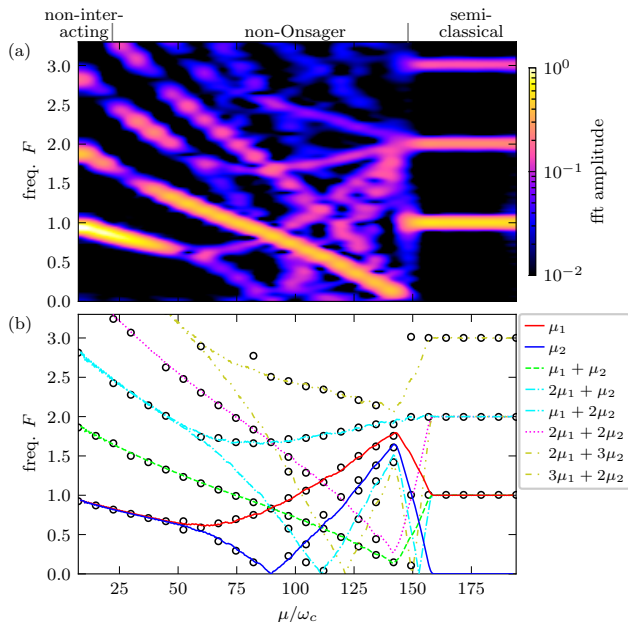 non-inter-
acting
non-Onsager
semi-
classical
(a)
freq. F
3.0
2.5
2.0
1.5
1.0
0.5
0.0
10⁰
10⁻¹
10⁻²
fft amplitude
(b)
freq. F
3.0
2.5
2.0
1.5
1.0
0.5
0.0
25 50 75 100 125 150 175
μ/ω_c
μ₁
μ₂
μ₁ + μ₂
2μ₁ + μ₂
μ₁ + 2μ₂
2μ₁ + 2μ₂
2μ₁ + 3μ₂
3μ₁ + 2μ₂